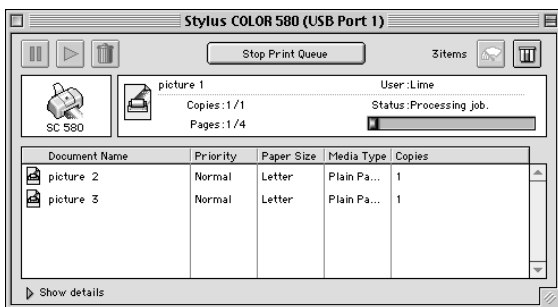 Stylus COLOR 580 (USB Port 1)
Stop Print Queue
3items
picture 1
User:Lime
Copies:1/1
Status:Processing job.
Pages:1/4
SC 580
Document Name Priority Paper Size Media Type Copies
picture 2 Normal Letter Plain Pa... 1
picture 3 Normal Letter Plain Pa... 1
Show details